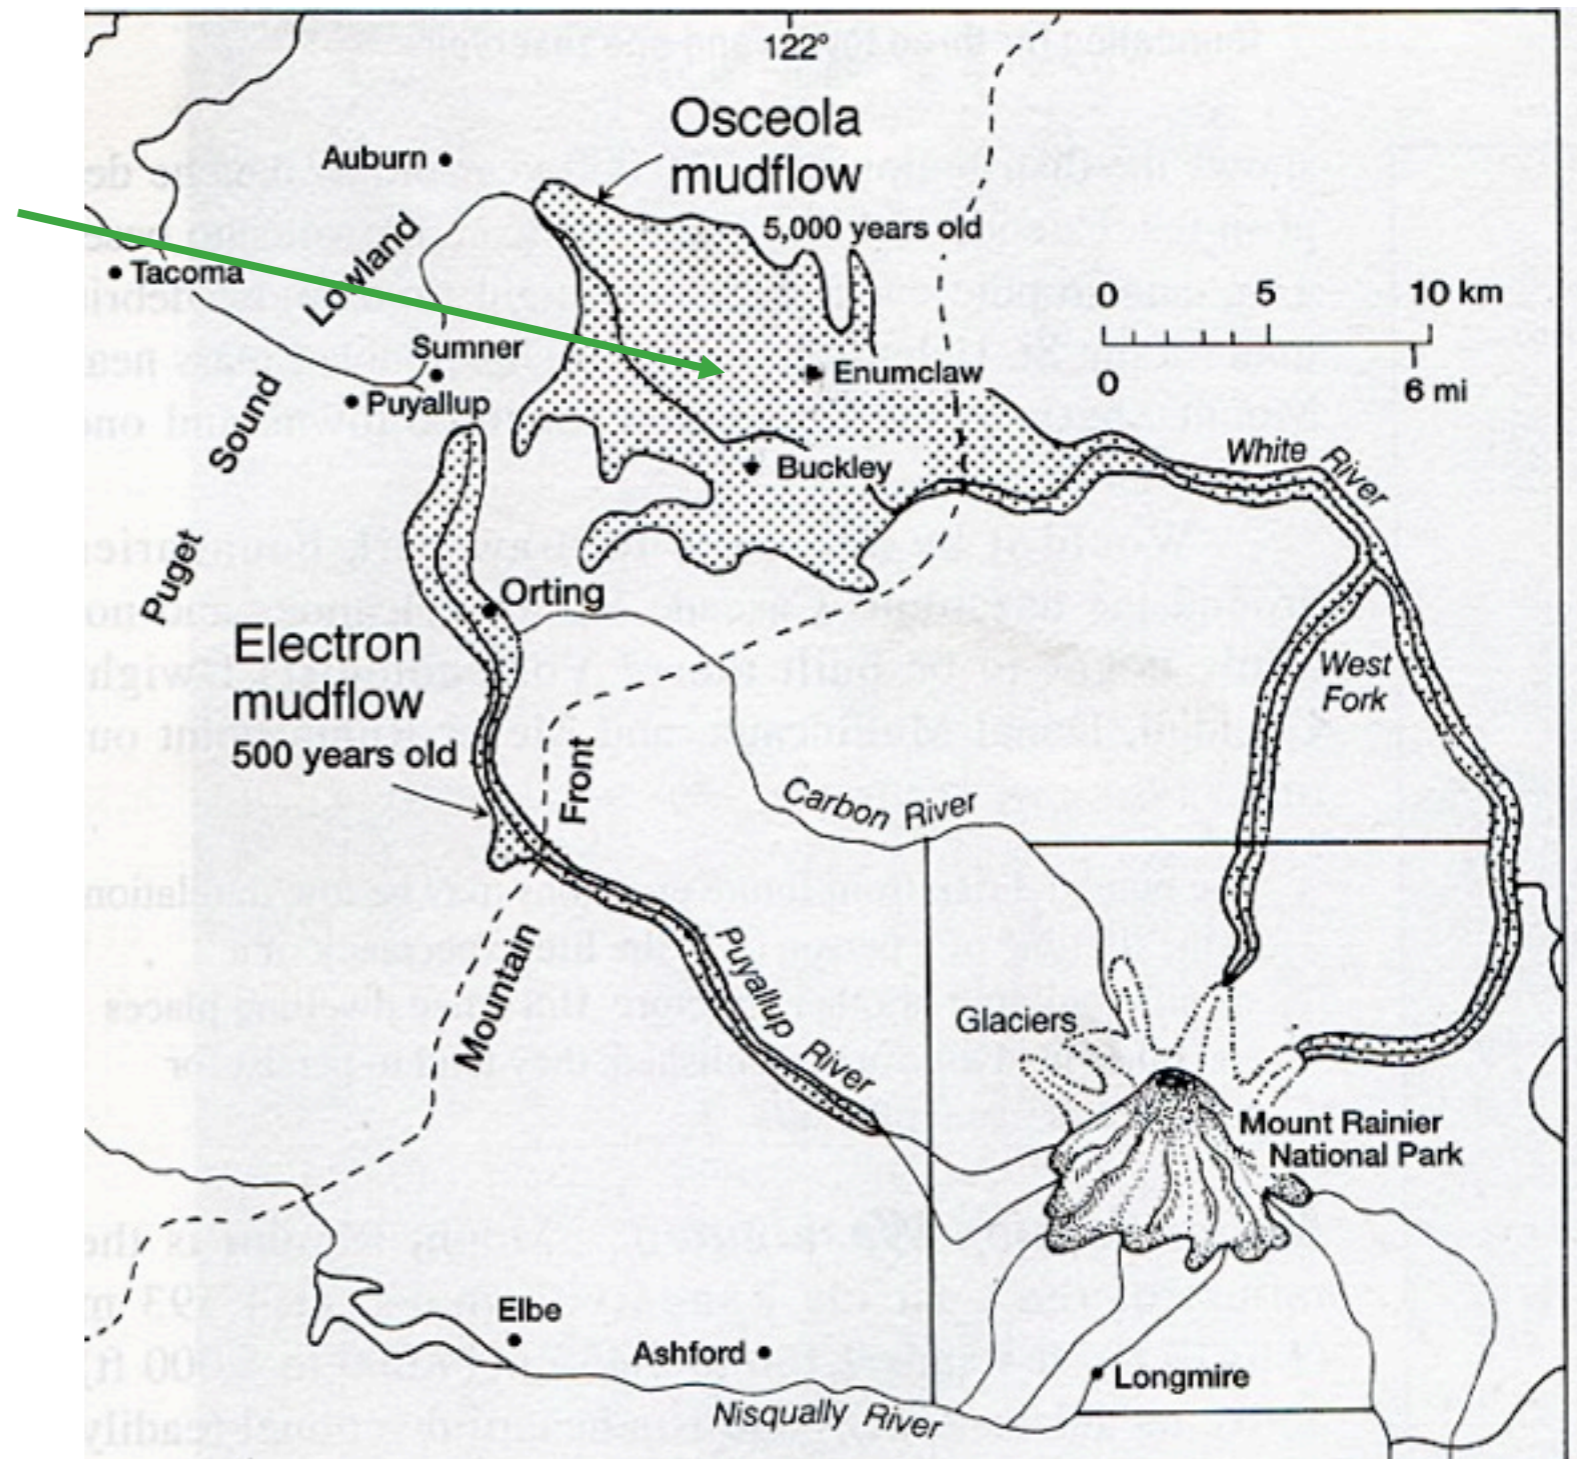 122°
Osceola
mudflow
5,000 years old
Auburn
Tacoma
Lowland
Sumner
Puyallup
Sound
Puget
0 5 10 km
0 6 mi
Enumclaw
Buckley
White River
West
Fork
Orting
Electron
mudflow
500 years old
Front
Mountain
Carbon River
Puyallup River
Glaciers
Mount Rainier
National Park
Elbe
Ashford
Longmire
Nisqually River